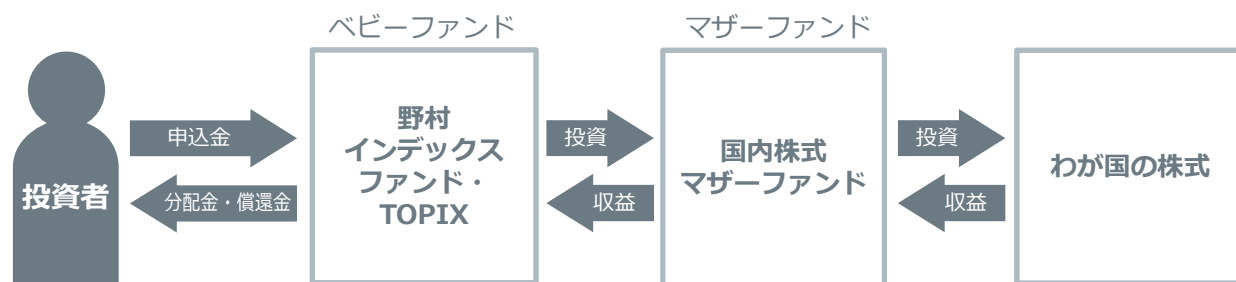 ベビーファンド
マザーファンド
投資者
申込金
分配金・償還金
野村
インデックス
ファンド・
TOPIX
投資
収益
国内株式
マザーファンド
投資
収益
わが国の株式